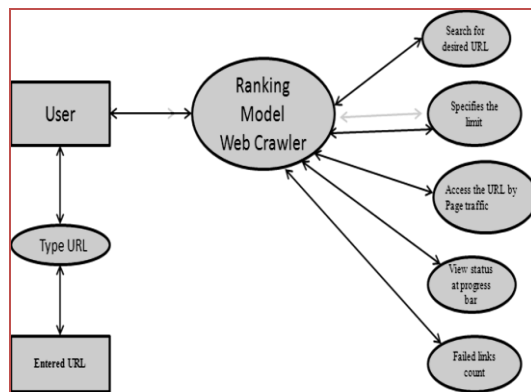 Search for
desired URL
Ranking
Model
Web Crawler
User
Specifies the
limit
Access the URL by
Page traffic
Type URL
View status
at progress
bar
Entered URL
Failed links
count